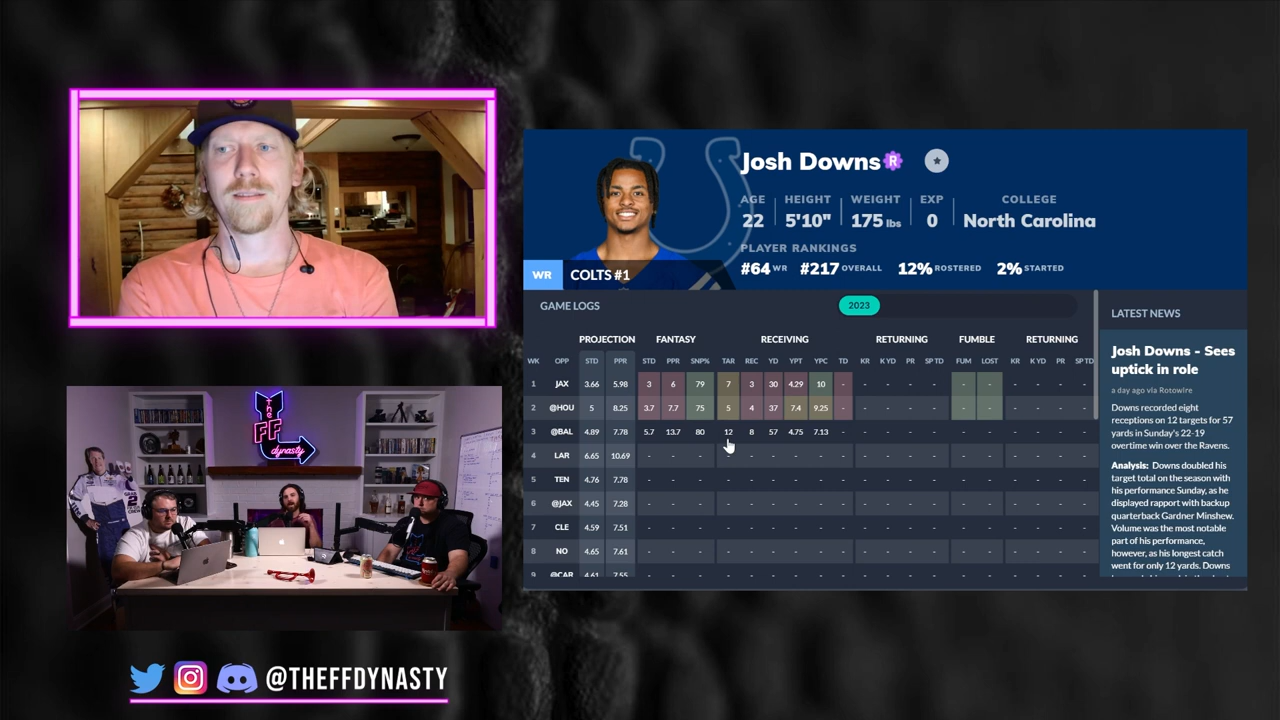 Josh Downs R
AGE HEIGHT WEIGHT EXP COLLEGE
22 5'10" 175 lbs 0 North Carolina
PLAYER RANKINGS
#64 WR #217 OVERALL 12% ROSTERED 2% STARTED
WR COLTS #1
GAME LOGS 2023
PROJECTION FANTASY RECEIVING RETURNING FUMBLE RETURNING
WK OPP STD PPR STD PPR SNP% TAR REC YD YPT YPC TD KR K YD PR SP TD FUM LOST KR K YD PR SP TD
1 JAX 3.66 5.98 3 6 79 7 3 30 4.29 10 - - - - - - - - - - -
2 @HOU 5 8.25 3.7 7.7 75 5 4 37 7.4 9.25 - - - - - - - - - - -
3 @BAL 4.89 7.78 5.7 13.7 80 12 8 57 4.75 7.13 - - - - - - - - - - -
4 LAR 6.65 10.69 - - - - - - - - - - - - - - - - - - -
5 TEN 4.76 7.78 - - - - - - - - - - - - - - - - - - -
6 @JAX 4.45 7.28 - - - - - - - - - - - - - - - - - - -
7 CLE 4.59 7.51 - - - - - - - - - - - - - - - - - - -
8 NO 4.65 7.61 - - - - - - - - - - - - - - - - - - -
9 @CAR 4.61 7.55 - - - - - - - - - - - - - - - - - - -
LATEST NEWS
Josh Downs - Sees
uptick in role
a day ago via Rotowire
Downs recorded eight
receptions on 12 targets for 57
yards in Sunday's 22-19
overtime win over the Ravens.
Analysis: Downs doubled his
target total on the season with
his performance Sunday, as he
displayed rapport with backup
quarterback Gardner Minshew.
Volume was the most notable
part of his performance,
however, as his longest catch
went for only 12 yards. Downs
The
FF
dynasty
@THEFFDYNASTY